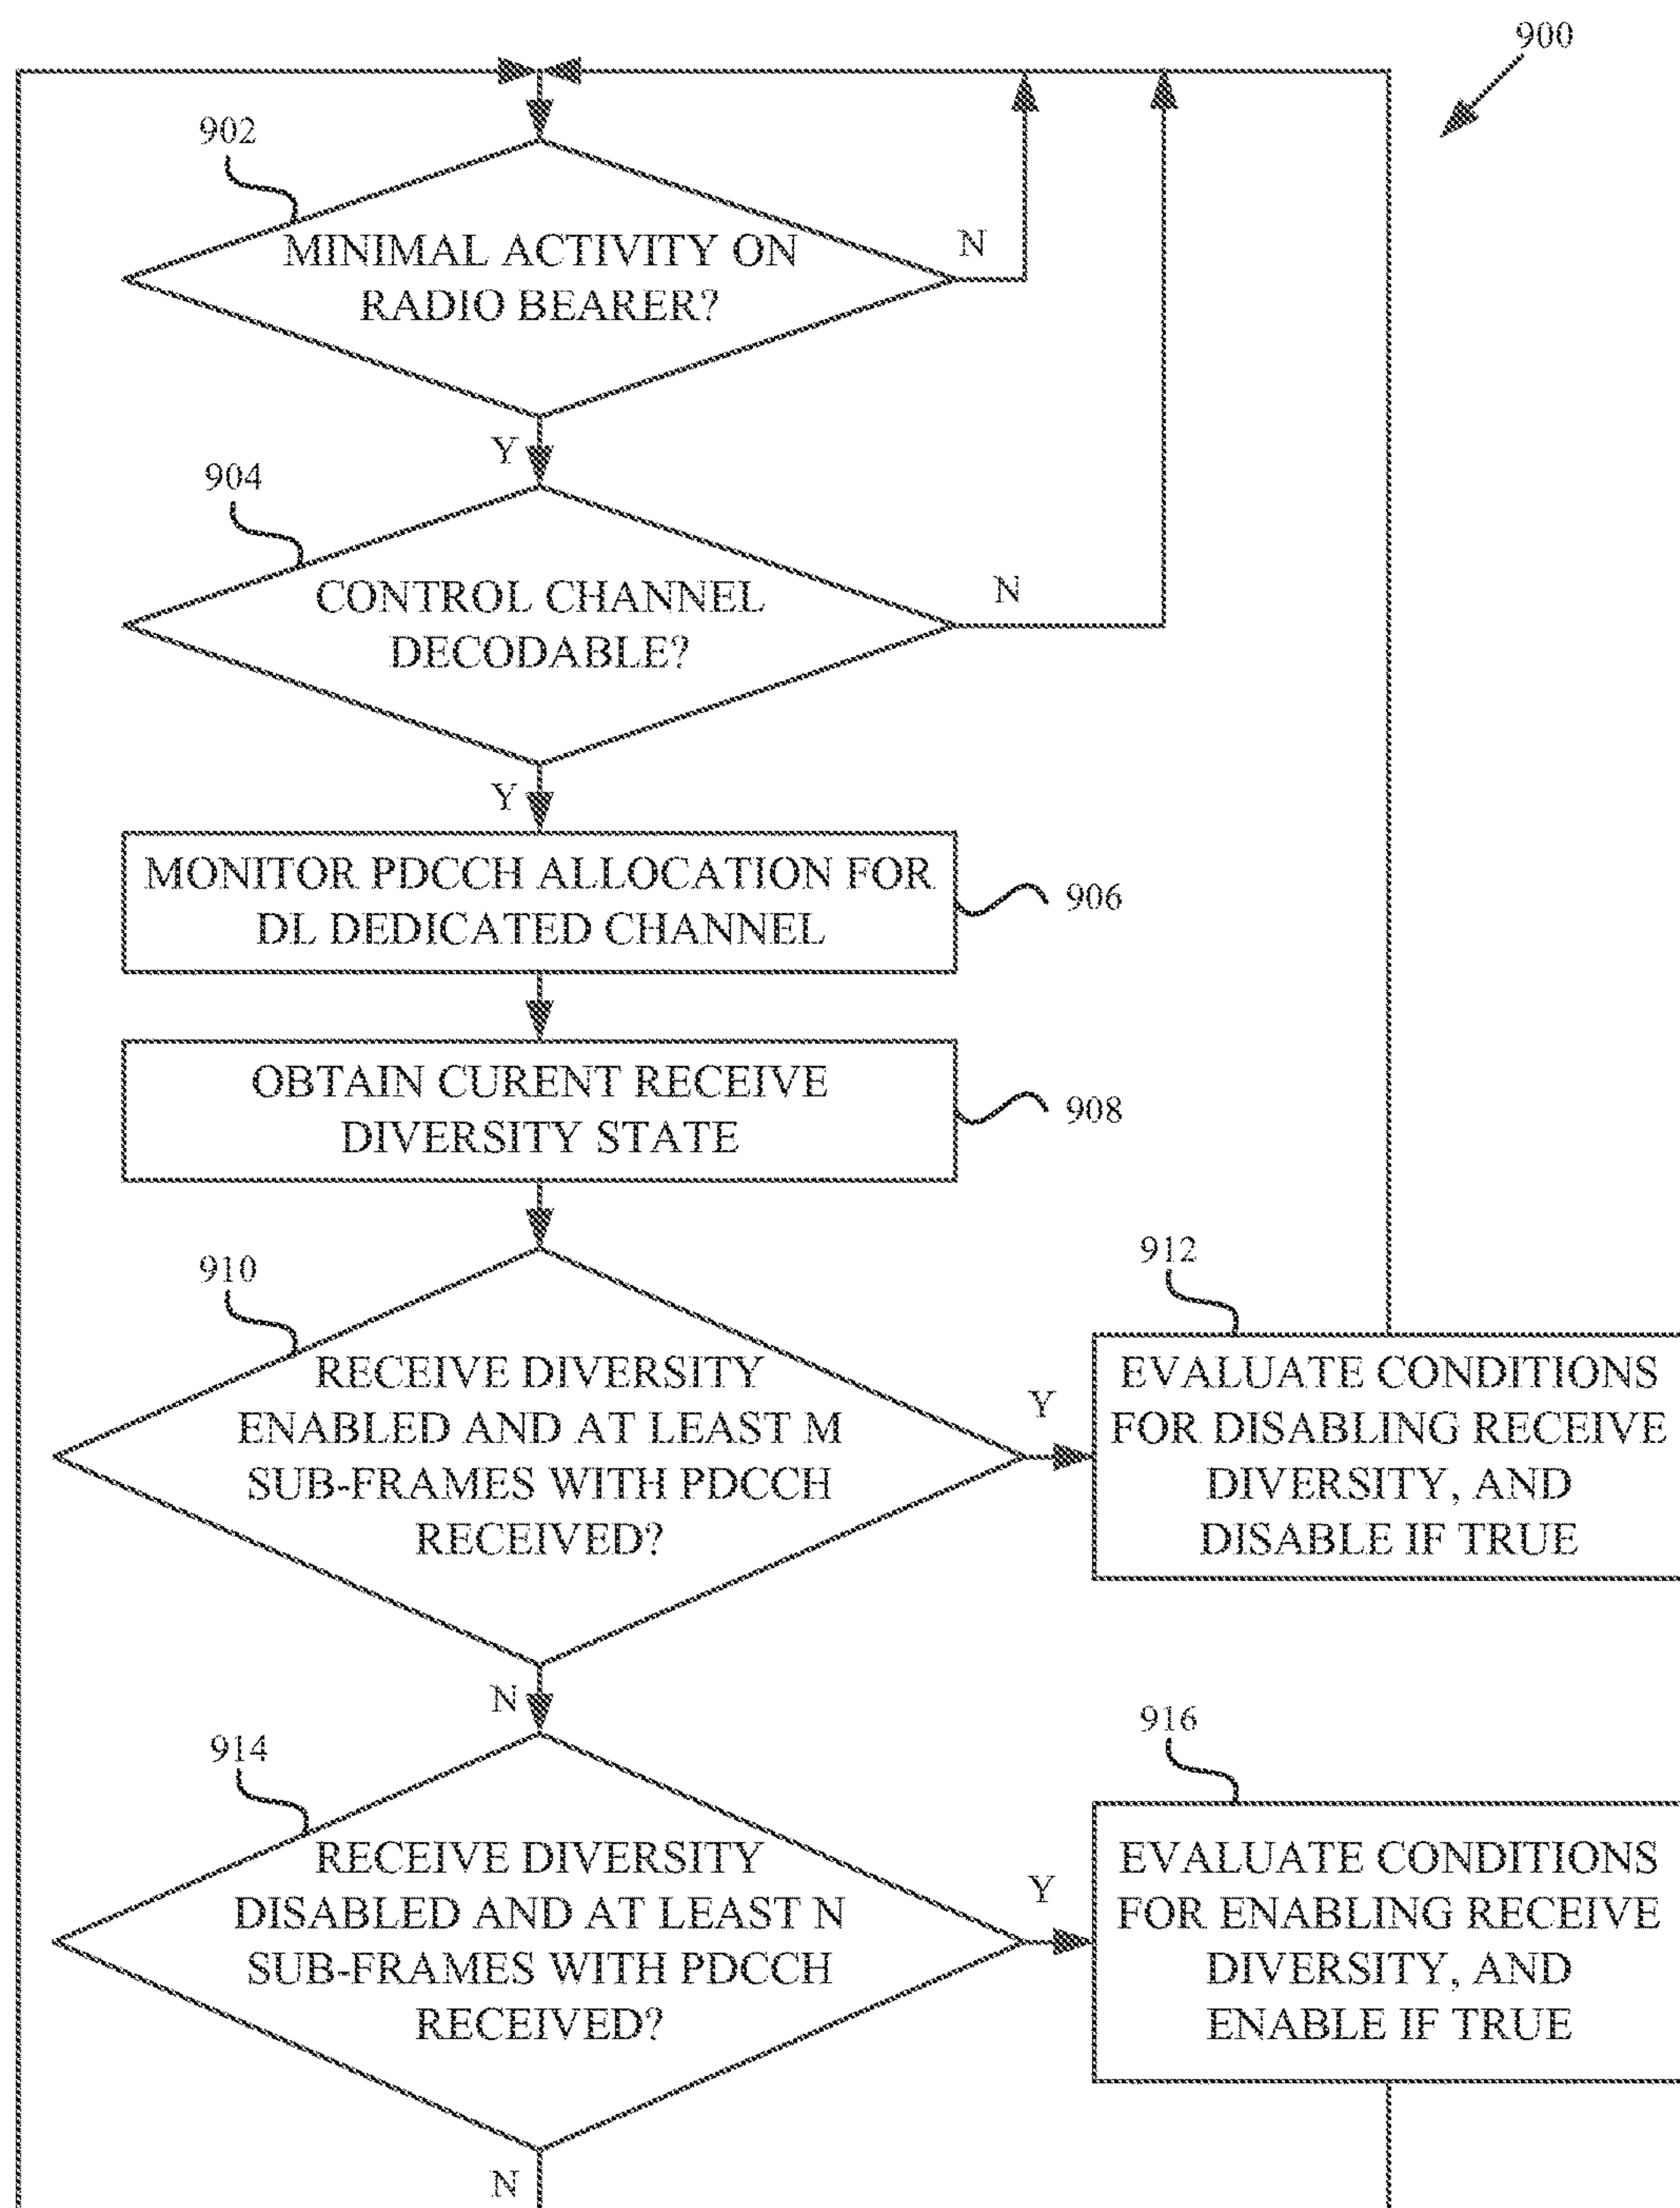 900
902
MINIMAL ACTIVITY ON
RADIO BEARER?
N
Y
904
CONTROL CHANNEL
DECODABLE?
N
Y
MONITOR PDCCH ALLOCATION FOR
DL DEDICATED CHANNEL
906
OBTAIN CURENT RECEIVE
DIVERSITY STATE
908
910
RECEIVE DIVERSITY
ENABLED AND AT LEAST M
SUB-FRAMES WITH PDCCH
RECEIVED?
Y
912
EVALUATE CONDITIONS
FOR DISABLING RECEIVE
DIVERSITY, AND
DISABLE IF TRUE
N
914
RECEIVE DIVERSITY
DISABLED AND AT LEAST N
SUB-FRAMES WITH PDCCH
RECEIVED?
Y
916
EVALUATE CONDITIONS
FOR ENABLING RECEIVE
DIVERSITY, AND
ENABLE IF TRUE
N